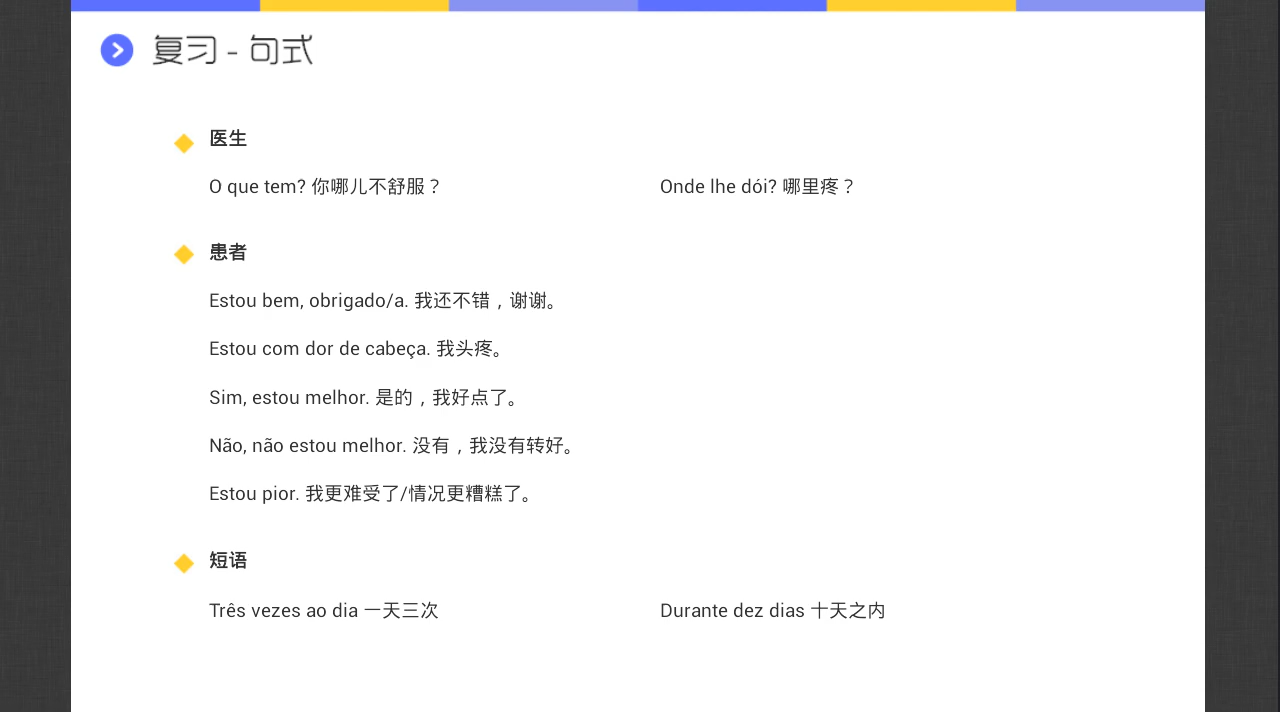 复习 - 句式
医生
O que tem? 你哪儿不舒服？
Onde lhe dói? 哪里疼？
患者
Estou bem, obrigado/a. 我还不错，谢谢。
Estou com dor de cabeça. 我头疼。
Sim, estou melhor. 是的，我好点了。
Não, não estou melhor. 没有，我没有转好。
Estou pior. 我更难受了/情况更糟糕了。
短语
Três vezes ao dia 一天三次
Durante dez dias 十天之内